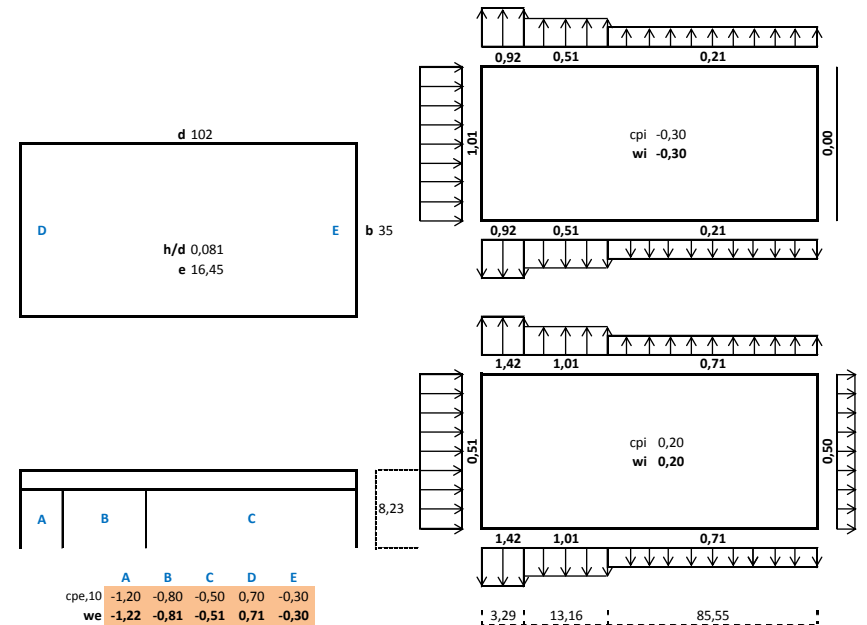 d 102
D
E
b 35
h/d 0,081
e 16,45
A
B
C
8,23
A B C D E
cpe,10 -1,20 -0,80 -0,50 0,70 -0,30
we -1,22 -0,81 -0,51 0,71 -0,30
0,92 0,51 0,21
1,01
cpi -0,30
wi -0,30
0,00
0,92 0,51 0,21
1,42 1,01 0,71
0,51
cpi 0,20
wi 0,20
0,50
1,42 1,01 0,71
3,29 13,16 85,55